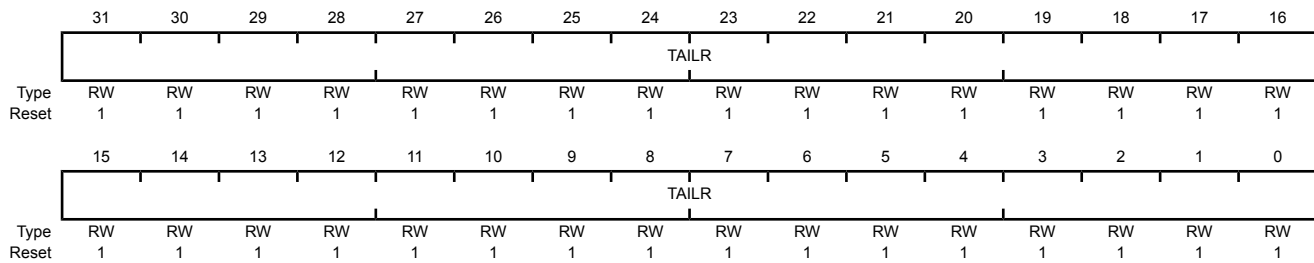 31 30 29 28 27 26 25 24 23 22 21 20 19 18 17 16
TAILR
Type RW RW RW RW RW RW RW RW RW RW RW RW RW RW RW RW
Reset 1 1 1 1 1 1 1 1 1 1 1 1 1 1 1 1
15 14 13 12 11 10 9 8 7 6 5 4 3 2 1 0
TAILR
Type RW RW RW RW RW RW RW RW RW RW RW RW RW RW RW RW
Reset 1 1 1 1 1 1 1 1 1 1 1 1 1 1 1 1